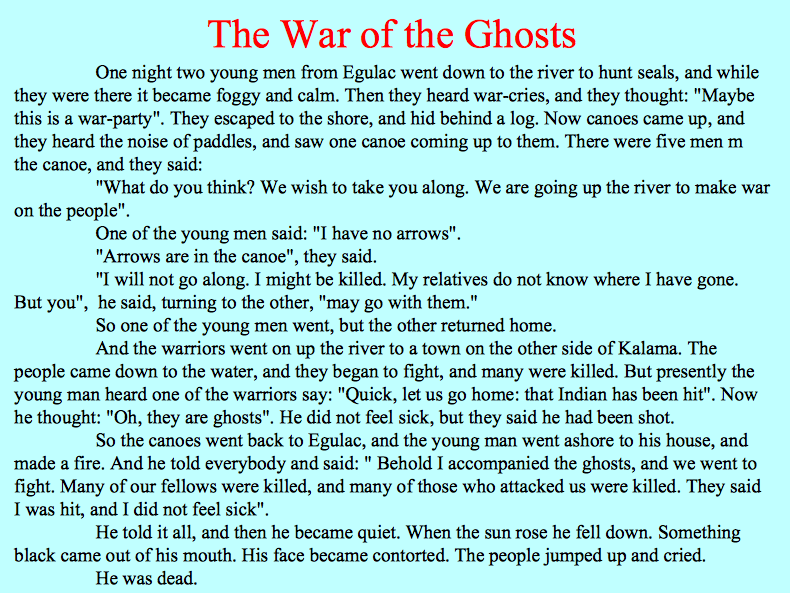 The War of the Ghosts
One night two young men from Egulac went down to the river to hunt seals, and while
they were there it became foggy and calm. Then they heard war-cries, and they thought: "Maybe
this is a war-party". They escaped to the shore, and hid behind a log. Now canoes came up, and
they heard the noise of paddles, and saw one canoe coming up to them. There were five men m
the canoe, and they said:
"What do you think? We wish to take you along. We are going up the river to make war
on the people".
One of the young men said: "I have no arrows".
"Arrows are in the canoe", they said.
"I will not go along. I might be killed. My relatives do not know where I have gone.
But you",  he said, turning to the other, "may go with them."
So one of the young men went, but the other returned home.
And the warriors went on up the river to a town on the other side of Kalama. The
people came down to the water, and they began to fight, and many were killed. But presently the
young man heard one of the warriors say: "Quick, let us go home: that Indian has been hit". Now
he thought: "Oh, they are ghosts". He did not feel sick, but they said he had been shot.
So the canoes went back to Egulac, and the young man went ashore to his house, and
made a fire. And he told everybody and said: " Behold I accompanied the ghosts, and we went to
fight. Many of our fellows were killed, and many of those who attacked us were killed. They said
I was hit, and I did not feel sick".
He told it all, and then he became quiet. When the sun rose he fell down. Something
black came out of his mouth. His face became contorted. The people jumped up and cried.
He was dead.